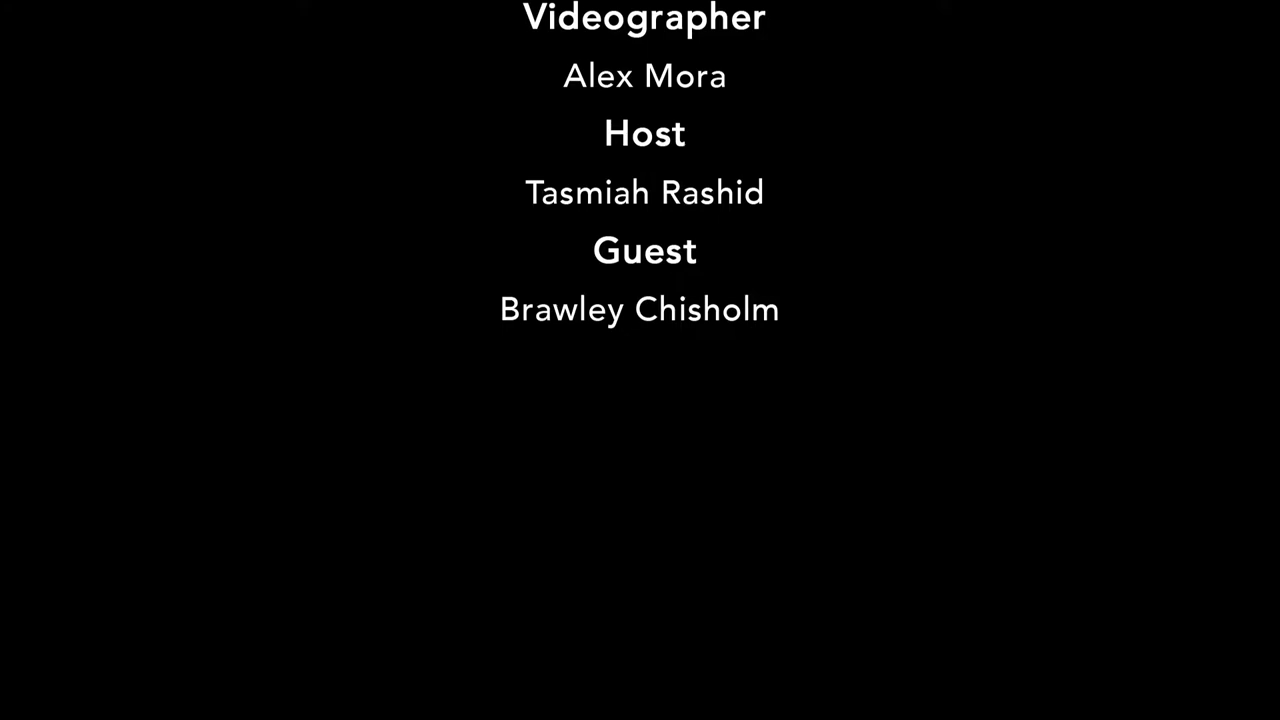 Videographer
Alex Mora
Host
Tasmiah Rashid
Guest
Brawley Chisholm